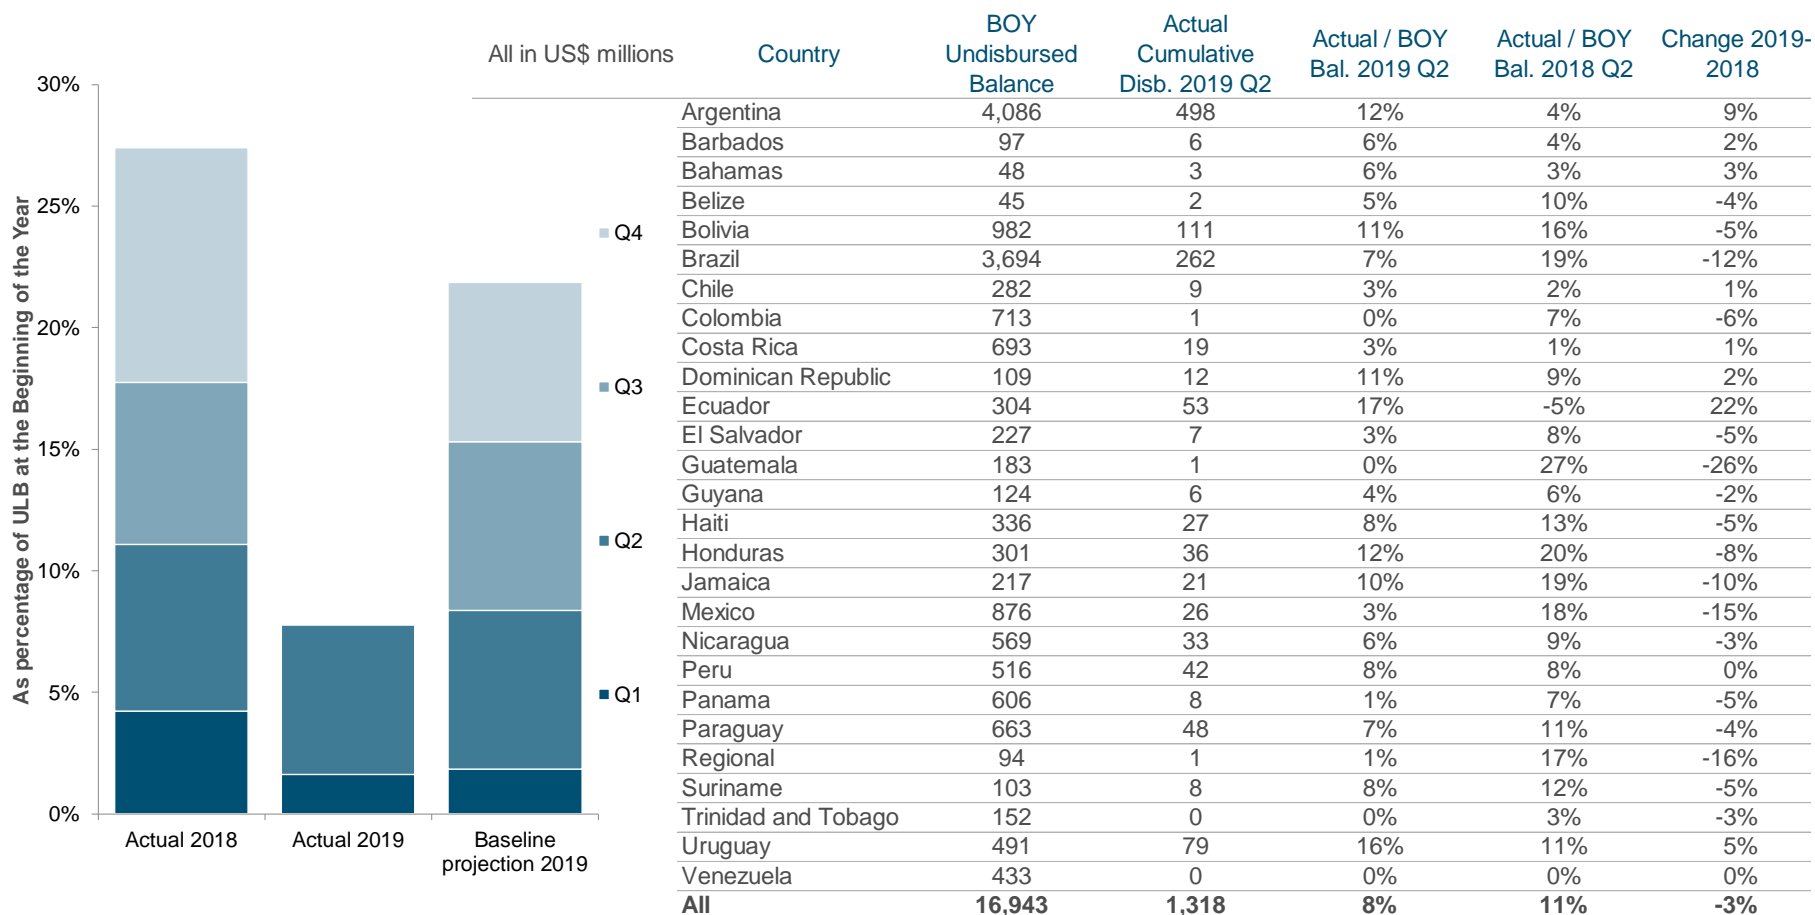 As percentage of ULB at the Beginning of the Year
30%
25%
20%
15%
10%
5%
0%
Actual 2018
Actual 2019
Baseline
projection 2019
Q4
Q3
Q2
Q1
All in US$ millions
Country
BOY
Undisbursed
Balance
Actual
Cumulative
Disb. 2019 Q2
Actual / BOY
Bal. 2019 Q2
Actual / BOY
Bal. 2018 Q2
Change 2019-
2018
Argentina 4,086 498 12% 4% 9%
Barbados 97 6 6% 4% 2%
Bahamas 48 3 6% 3% 3%
Belize 45 2 5% 10% -4%
Bolivia 982 111 11% 16% -5%
Brazil 3,694 262 7% 19% -12%
Chile 282 9 3% 2% 1%
Colombia 713 1 0% 7% -6%
Costa Rica 693 19 3% 1% 1%
Dominican Republic 109 12 11% 9% 2%
Ecuador 304 53 17% -5% 22%
El Salvador 227 7 3% 8% -5%
Guatemala 183 1 0% 27% -26%
Guyana 124 6 4% 6% -2%
Haiti 336 27 8% 13% -5%
Honduras 301 36 12% 20% -8%
Jamaica 217 21 10% 19% -10%
Mexico 876 26 3% 18% -15%
Nicaragua 569 33 6% 9% -3%
Peru 516 42 8% 8% 0%
Panama 606 8 1% 7% -5%
Paraguay 663 48 7% 11% -4%
Regional 94 1 1% 17% -16%
Suriname 103 8 8% 12% -5%
Trinidad and Tobago 152 0 0% 3% -3%
Uruguay 491 79 16% 11% 5%
Venezuela 433 0 0% 0% 0%
All 16,943 1,318 8% 11% -3%